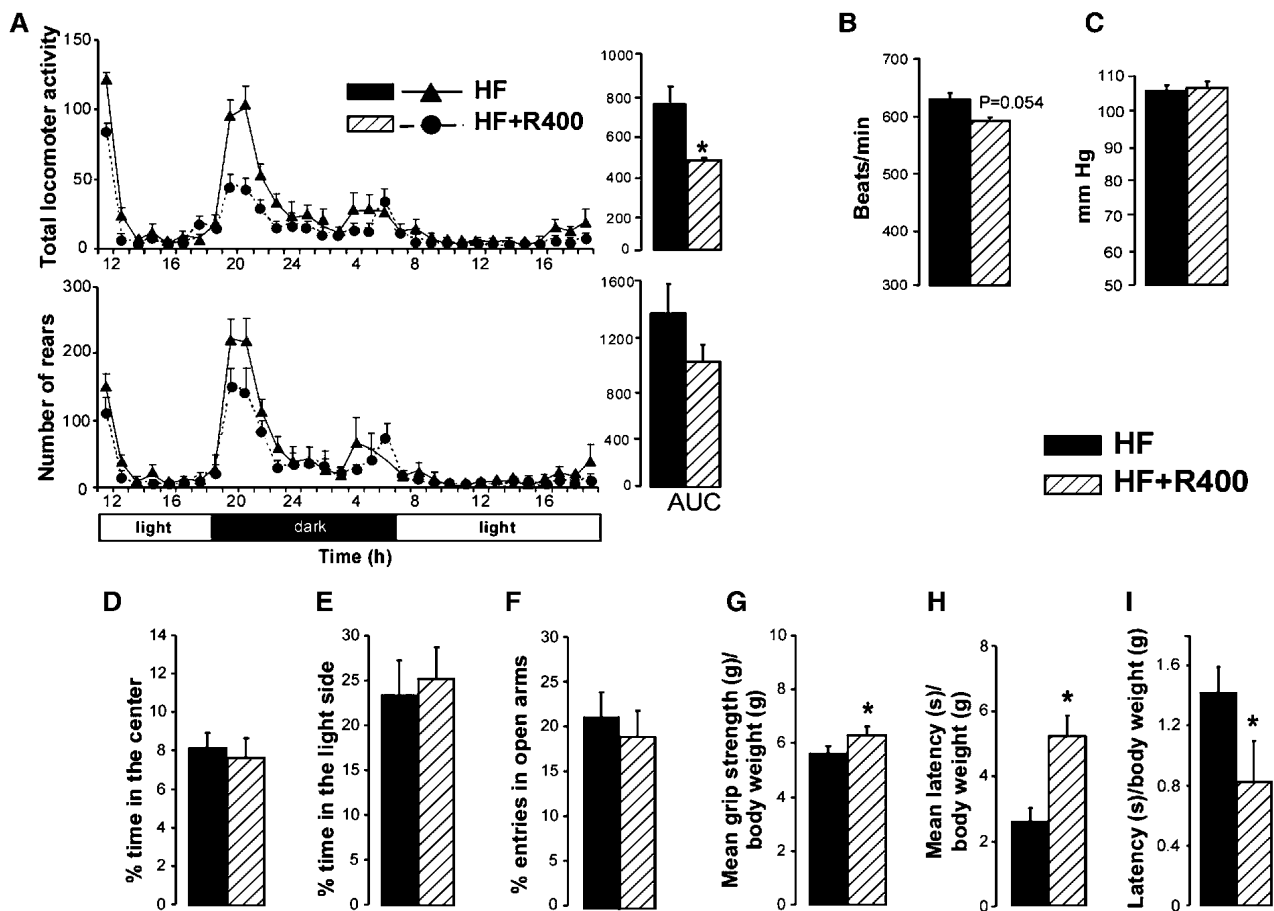 A
B
C
Total locomoter activity
150
100
50
0
12
16
20
24
4
8
12
16
HF
HF+R400
1000
800
600
400
200
0
*
Beats/min
700
600
500
400
300
P=0.054
mm Hg
110
100
90
80
70
60
50
Number of rears
300
200
100
0
12
16
20
24
4
8
12
16
light
dark
light
Time (h)
1600
1200
800
400
0
AUC
HF
HF+R400
D
E
F
G
H
I
% time in the center
14
12
10
8
6
4
2
0
% time in the light side
30
25
20
15
10
5
0
% entries in open arms
30
25
20
15
10
5
0
Mean grip strength (g)/
body weight (g)
10
8
6
4
2
0
*
Mean latency (s)/
body weight (g)
8
6
4
2
0
*
Latency (s)/body weight (g)
1.6
1.2
0.8
0.4
0
*